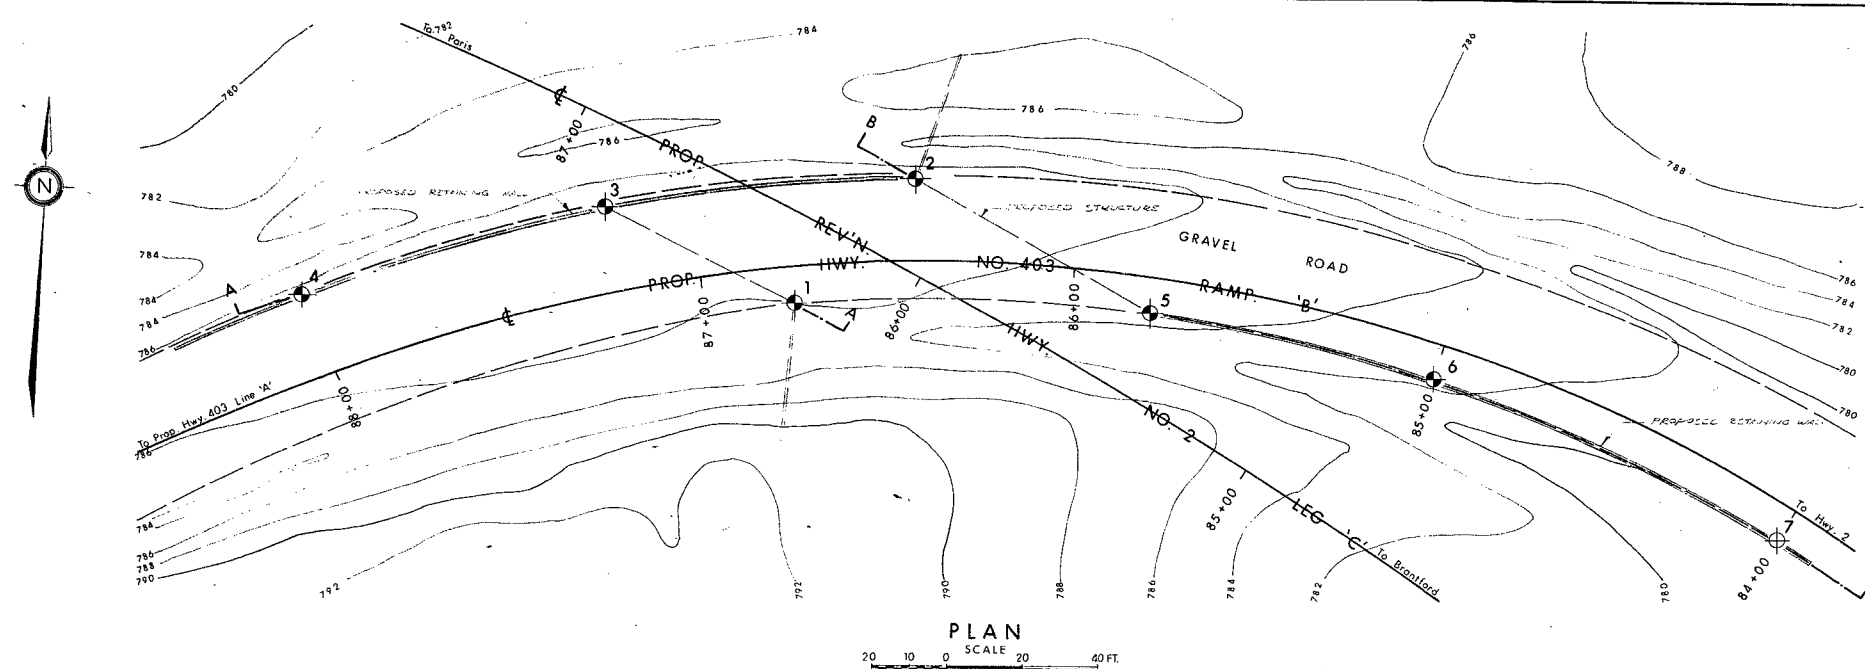 784
786
To 782
Paris
780
℄
87+00
786
786
PROP.
B
2
788
782
N
3
PROPOSED STRUCTURE
GRAVEL
ROAD
REV'N.
HWY.
NO. 403
784
784
784
786
A
4
PROP.
℄
87+00
1
A
86+00
86+00
5
RAMP. 'B'
HWY.
786
784
782
780
780
6
85+00
88+00
To Prop. Hwy. 403 Line 'A'
786
NO. 2
PROPOSED RETAINING
784
786
788
790
792
85+00
LEG 'C'
To Brantford
To Hwy. 2
7
84+00
792
790
788
786
784
782
780
PLAN
SCALE
20 10 0 20 40 FT.